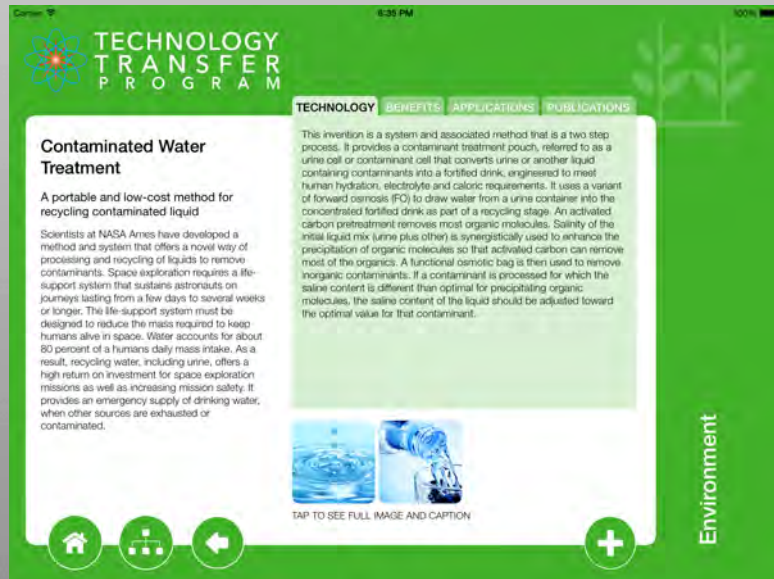 Carrier
6:35 PM
100%
TECHNOLOGY
TRANSFER
PROGRAM
TECHNOLOGY
BENEFITS
APPLICATIONS
PUBLICATIONS
Contaminated Water
Treatment
A portable and low-cost method for
recycling contaminated liquid
Scientists at NASA Ames have developed a
method and system that offers a novel way of
processing and recycling of liquids to remove
contaminants. Space exploration requires a life-
support system that sustains astronauts on
journeys lasting from a few days to several weeks
or longer. The life-support system must be
designed to reduce the mass required to keep
humans alive in space. Water accounts for about
80 percent of a humans daily mass intake. As a
result, recycling water, including urine, offers a
high return on investment for space exploration
missions as well as increasing mission safety. It
provides an emergency supply of drinking water,
when other sources are exhausted or
contaminated.
This invention is a system and associated method that is a two step
process. It provides a contaminant treatment pouch, referred to as a
urine cell or contaminant cell that converts urine or another liquid
containing contaminants into a fortified drink, engineered to meet
human hydration, electrolyte and caloric requirements. It uses a variant
of forward osmosis (FO) to draw water from a urine container into the
concentrated fortified drink as part of a recycling stage. An activated
carbon pretreatment removes most organic molecules. Salinity of the
initial liquid mix (urine plus other) is synergistically used to enhance the
precipitation of organic molecules so that activated carbon can remove
most of the organics. A functional osmotic bag is then used to remove
inorganic contaminants. If a contaminant is processed for which the
saline content is different than optimal for precipitating organic
molecules, the saline content of the liquid should be adjusted toward
the optimal value for that contaminant.
TAP TO SEE FULL IMAGE AND CAPTION
Environment